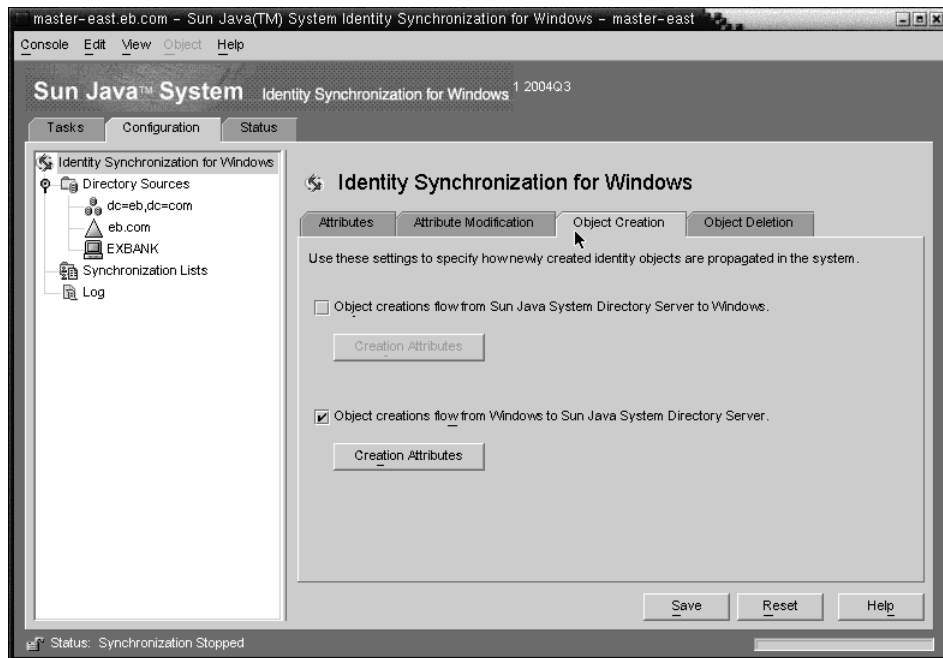 master-east.eb.com - Sun Java(TM) System Identity Synchronization for Windows - master-east
Console Edit View Object Help
Sun Java™ System Identity Synchronization for Windows 1 2004Q3
Tasks Configuration Status
Identity Synchronization for Windows
Directory Sources
dc=eb,dc=com
eb.com
EXBANK
Synchronization Lists
Log
Identity Synchronization for Windows
Attributes Attribute Modification Object Creation Object Deletion
Use these settings to specify how newly created identity objects are propagated in the system.
Object creations flow from Sun Java System Directory Server to Windows.
Creation Attributes
Object creations flow from Windows to Sun Java System Directory Server.
Creation Attributes
Save Reset Help
Status: Synchronization Stopped